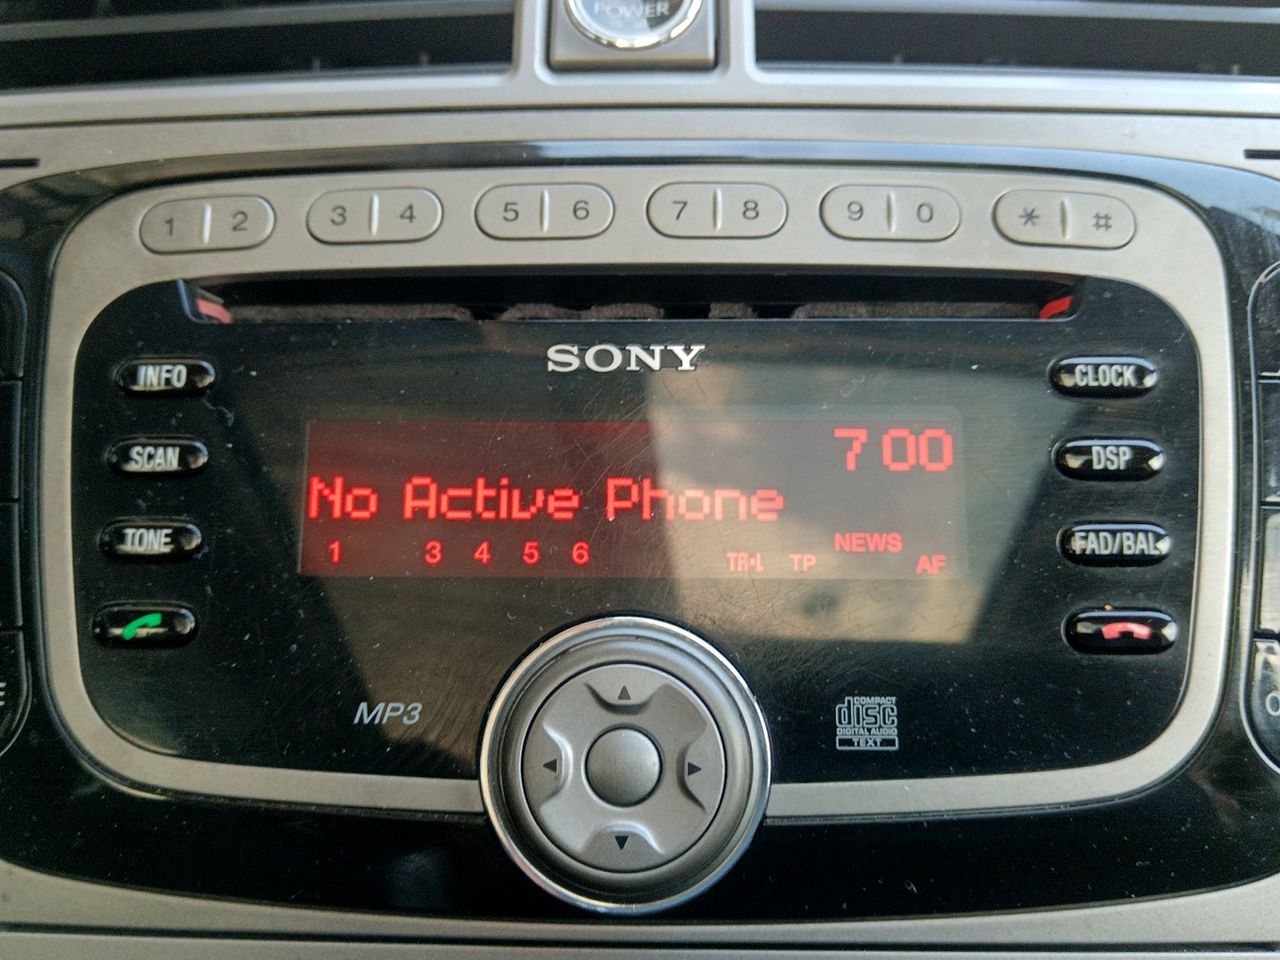 POWER
1 2 3 4 5 6 7 8 9 0 * #
SONY
INFO
CLOCK
7 00
SCAN
DSP
No Active Phone
TONE
NEWS
FAD/BAL
1 3 4 5 6 TR-L TP AF
MP3
COMPACT
disc
DIGITAL AUDIO
TEXT